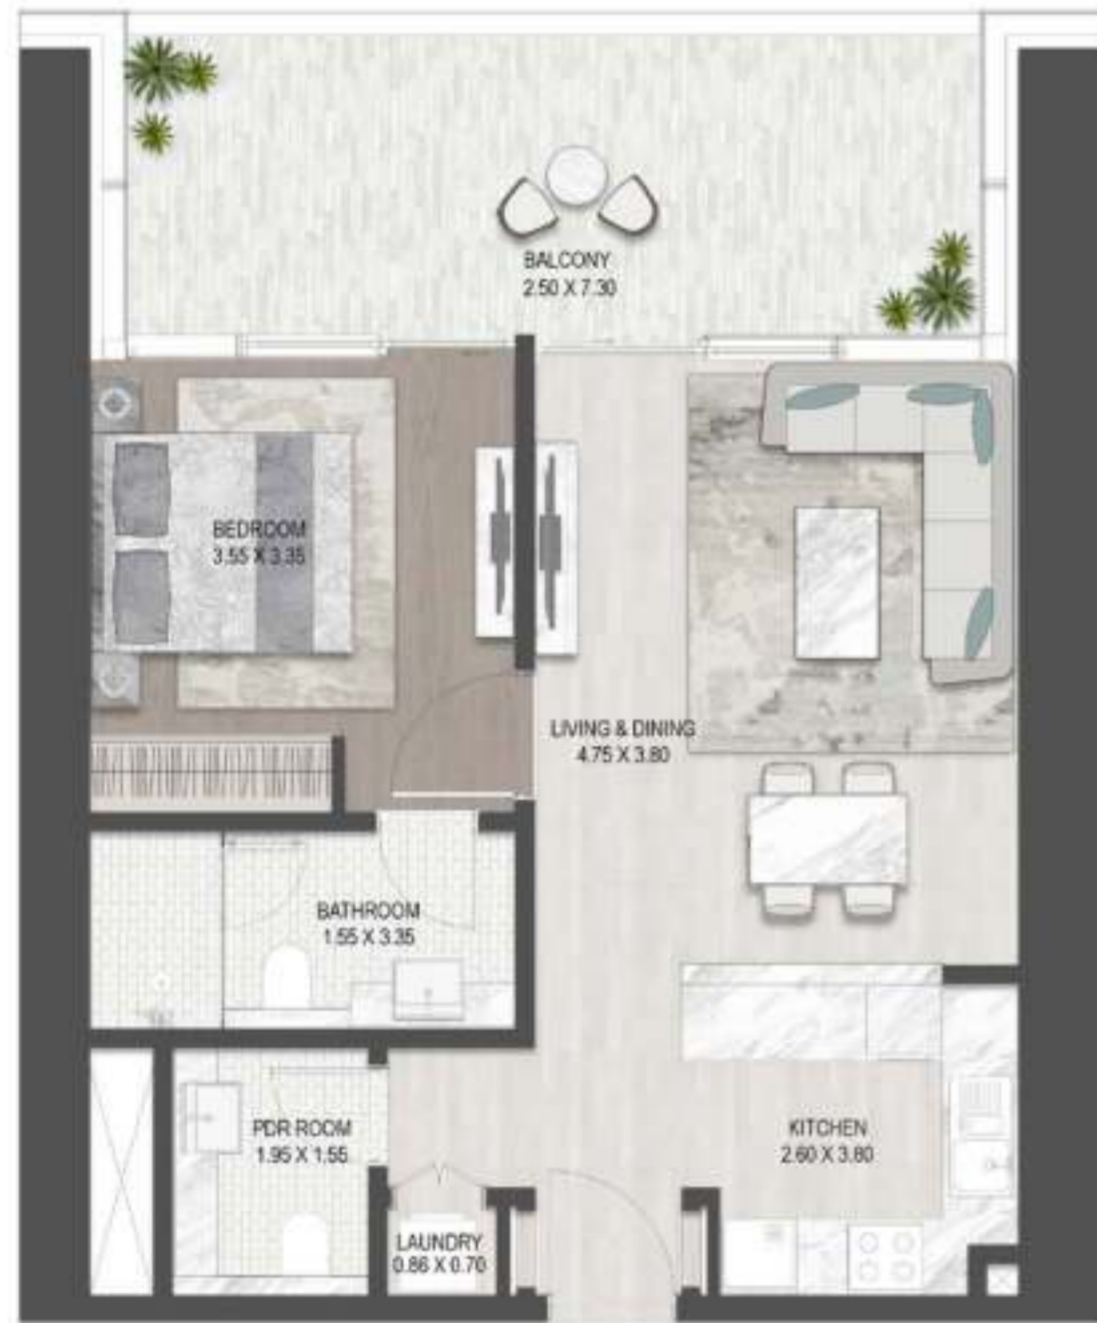 BALCONY
2.50 X 7.30
BEDROOM
3.55 X 3.35
LIVING & DINING
4.75 X 3.80
BATHROOM
1.55 X 3.35
PDR ROOM
1.95 X 1.55
KITCHEN
2.60 X 3.80
LAUNDRY
0.86 X 0.70